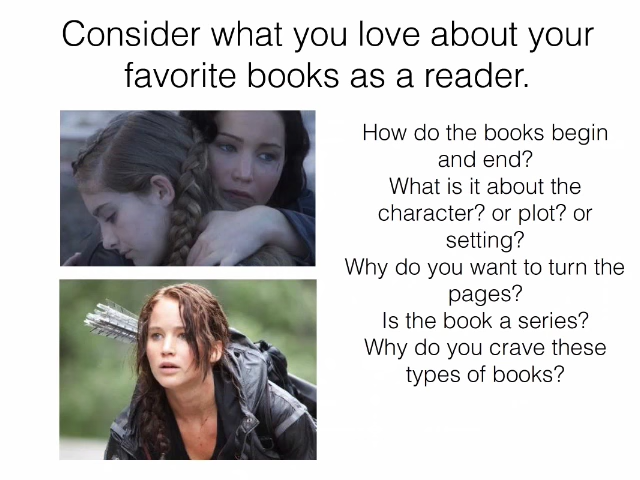 Consider what you love about your
favorite books as a reader.
How do the books begin
and end?
What is it about the
character? or plot? or
setting?
Why do you want to turn the
pages?
Is the book a series?
Why do you crave these
types of books?